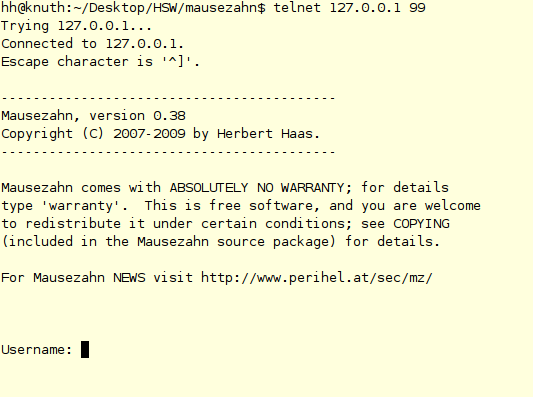 hh@knuth:~/Desktop/HSW/mausezahn$ telnet 127.0.0.1 99
Trying 127.0.0.1...
Connected to 127.0.0.1.
Escape character is '^]'.
------------------------------------------
Mausezahn, version 0.38
Copyright (C) 2007-2009 by Herbert Haas.
------------------------------------------
Mausezahn comes with ABSOLUTELY NO WARRANTY; for details
type 'warranty'.  This is free software, and you are welcome
to redistribute it under certain conditions; see COPYING
(included in the Mausezahn source package) for details.
For Mausezahn NEWS visit http://www.perihel.at/sec/mz/
Username: